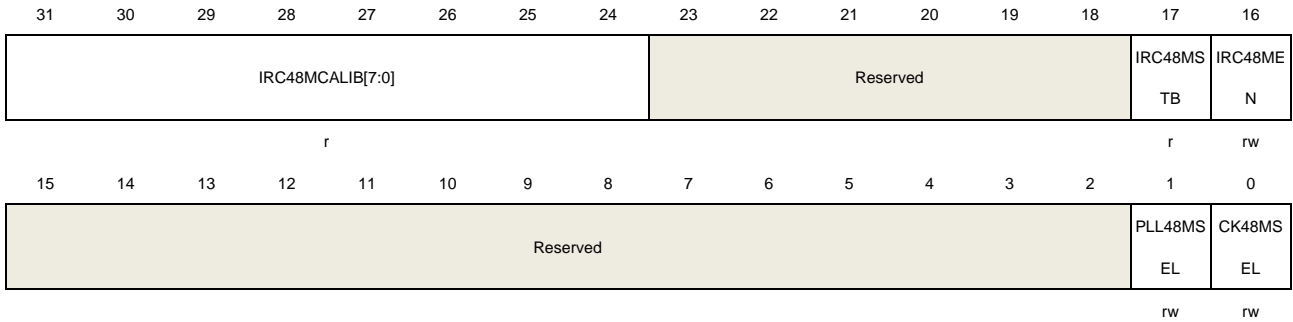 31 30 29 28 27 26 25 24 23 22 21 20 19 18 17 16
IRC48MCALIB[7:0] Reserved IRC48MS IRC48ME
TB N
r r rw
15 14 13 12 11 10 9 8 7 6 5 4 3 2 1 0
Reserved PLL48MS CK48MS
EL EL
rw rw